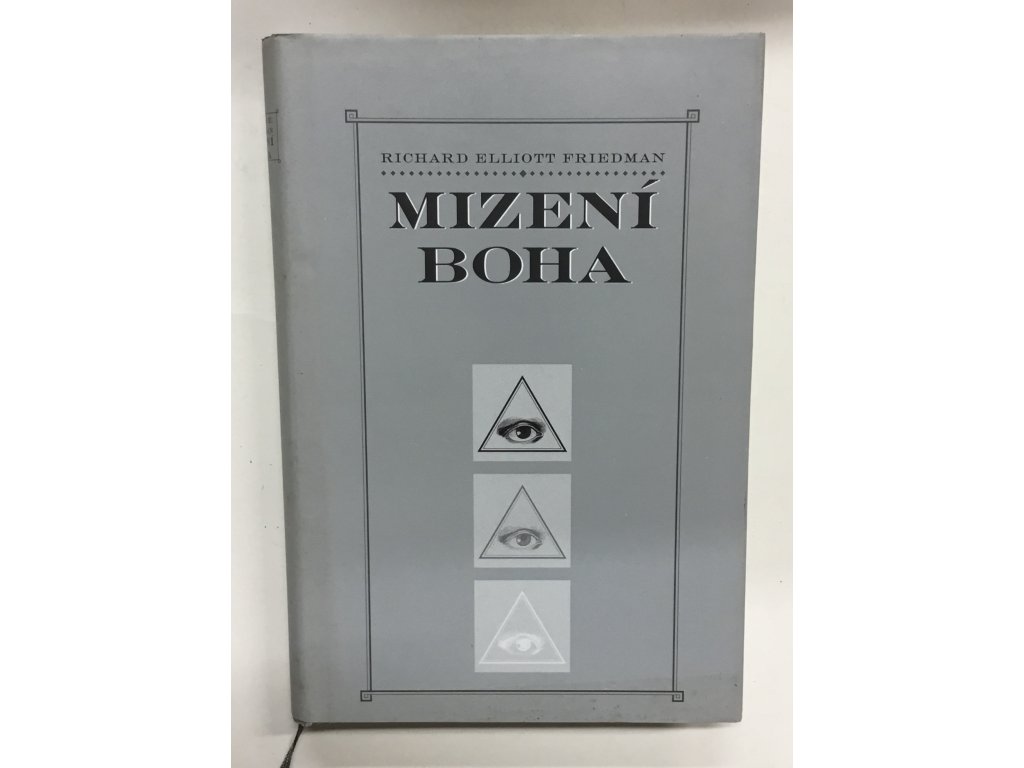 RICHARD ELLIOTT FRIEDMAN
MIZENÍ
BOHA